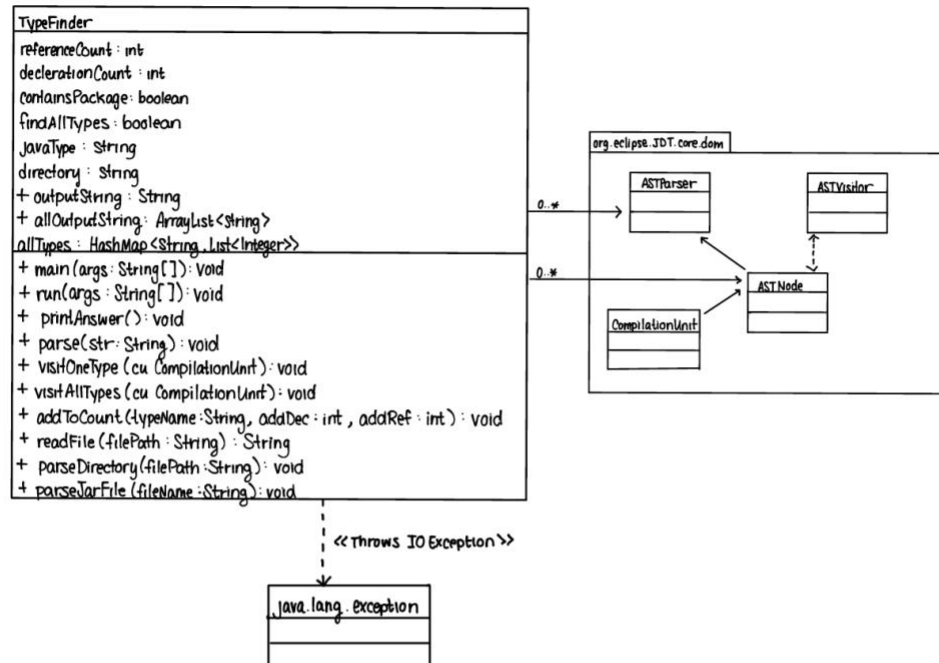 TypeFinder
referenceCount : int
declerationCount : int
containsPackage : boolean
findAllTypes : boolean
javaType : String
directory : String
+ outputString : String
+ allOutputString : ArrayList<String>
allTypes : HashMap<String, List<Integer>>
+ main(args : String[]) : void
+ run(args : String[]) : void
+ printAnswer() : void
+ parse(str : String) : void
+ visitOneType (cu CompilationUnit) : void
+ visitAllTypes (cu CompilationUnit) : void
+ addToCount(typeName : String, addDec : int, addRef : int) : void
+ readFile (filePath : String) : String
+ parseDirectory(filePath : String) : void
+ parseJarFile (fileName : String) : void
0..*
0..*
org.eclipse.JDT.core.dom
ASTParser
ASTVisitor
ASTNode
CompilationUnit
<<Throws IO Exception>>
java.lang.exception